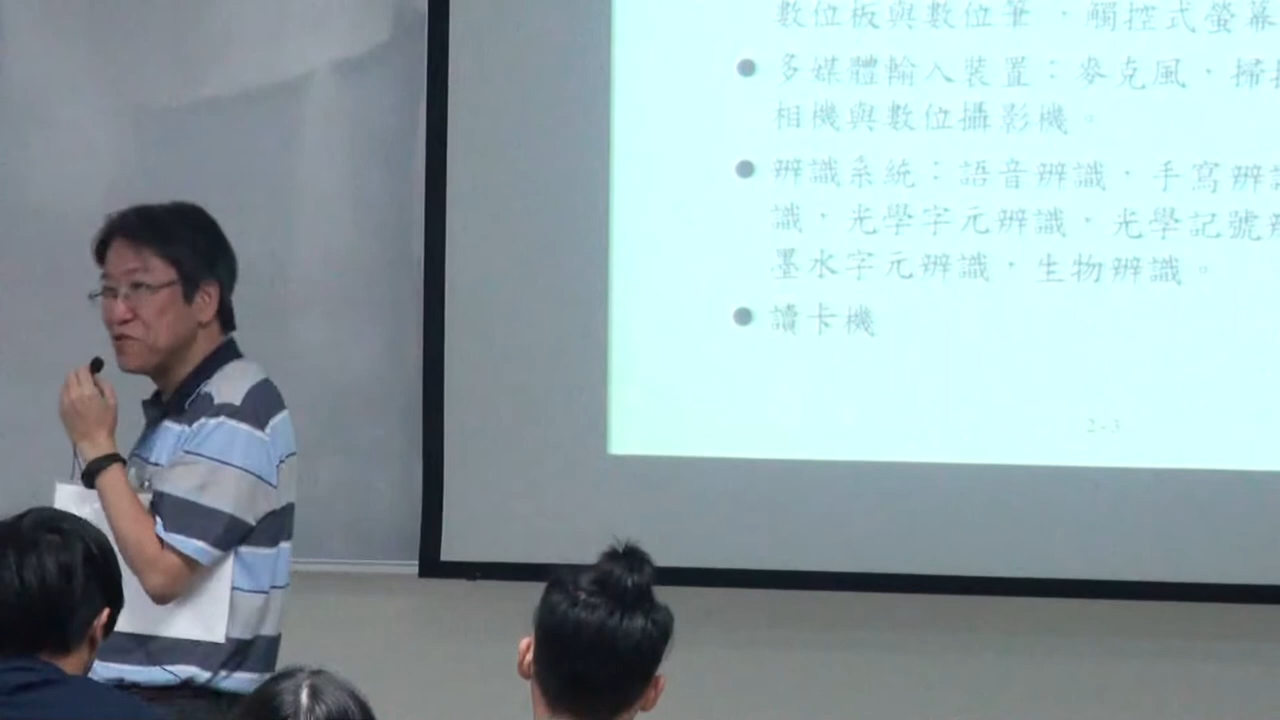 數位板與數位筆、觸控式螢幕
● 多媒體輸入裝置：麥克風，掃
相機與數位攝影機。
● 辨識系統：語音辨識，手寫辨
識，光學字元辨識，光學記號
墨水字元辨識，生物辨識。
● 讀卡機
2-3